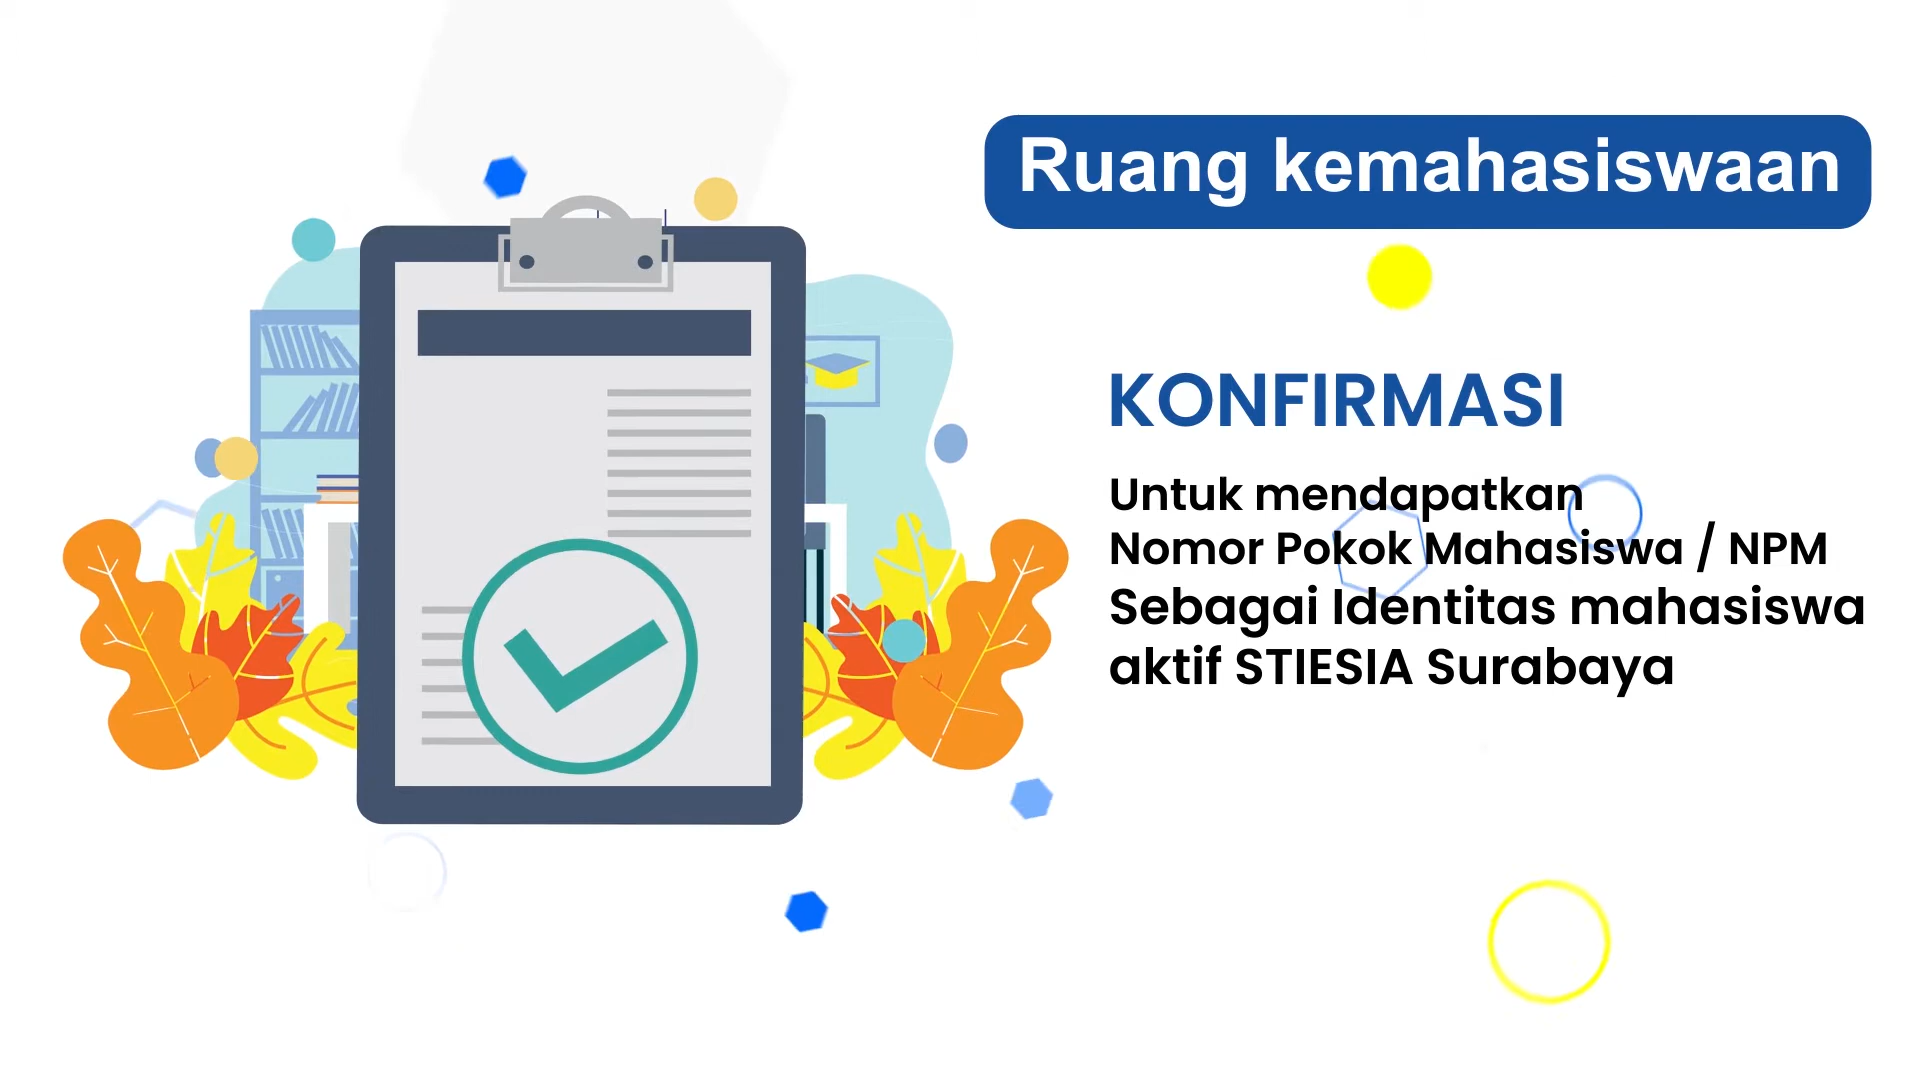 Ruang kemahasiswaan
KONFIRMASI
Untuk mendapatkan
Nomor Pokok Mahasiswa / NPM
Sebagai Identitas mahasiswa
aktif STIESIA Surabaya